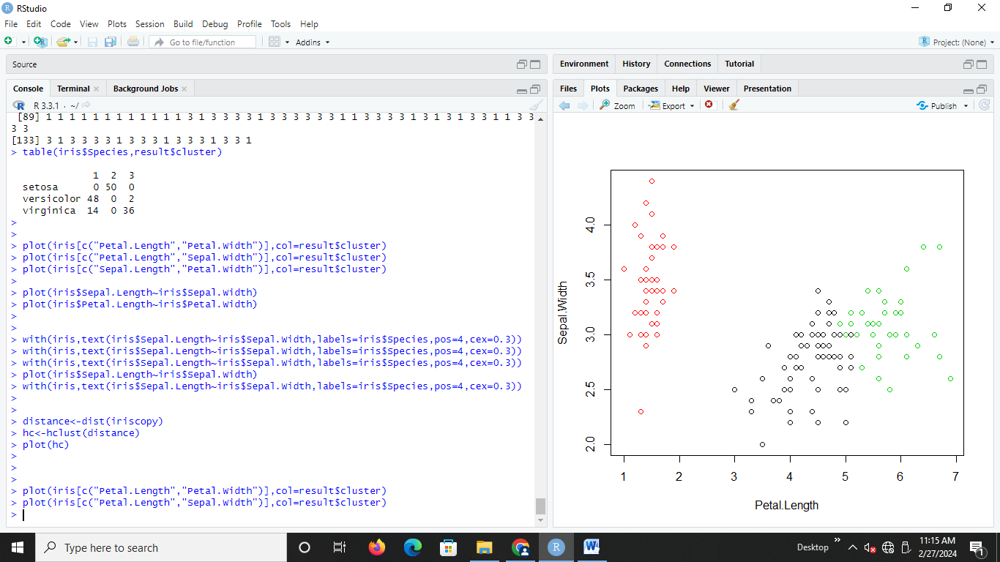 RStudio
File Edit Code View Plots Session Build Debug Profile Tools Help
Go to file/function
Addins
Project: (None)
Source
Console Terminal Background Jobs
R 3.3.1 · ~/
[89] 1 1 1 1 1 1 1 1 1 1 1 1 3 1 3 3 3 3 1 3 3 3 3 3 3 1 1 3 3 3 3 1 3 1 3 1 3 3 1 1 3 3
3 3
[133] 3 1 3 3 3 3 1 3 3 3 1 3 3 3 1 3 3 1
> table(iris$Species,result$cluster)
1 2 3
setosa 0 50 0
versicolor 48 0 2
virginica 14 0 36
>
>
> plot(iris[c("Petal.Length","Petal.Width")],col=result$cluster)
> plot(iris[c("Petal.Length","Sepal.Width")],col=result$cluster)
> plot(iris[c("Sepal.Length","Petal.Width")],col=result$cluster)
>
> plot(iris$Sepal.Length~iris$Sepal.Width)
> plot(iris$Petal.Length~iris$Petal.Width)
>
>
> with(iris,text(iris$Sepal.Length~iris$Sepal.Width,labels=iris$Species,pos=4,cex=0.3))
> with(iris,text(iris$Sepal.Length~iris$Sepal.Width,labels=iris$Species,pos=4,cex=0.3))
> with(iris,text(iris$Sepal.Length~iris$Sepal.Width,labels=iris$Species,pos=4,cex=0.3))
> plot(iris$Sepal.Length~iris$Sepal.Width)
> with(iris,text(iris$Sepal.Length~iris$Sepal.Width,labels=iris$Species,pos=4,cex=0.3))
>
>
> distance<-dist(iriscopy)
> hc<-hclust(distance)
> plot(hc)
>
>
>
> plot(iris[c("Petal.Length","Petal.Width")],col=result$cluster)
> plot(iris[c("Petal.Length","Sepal.Width")],col=result$cluster)
>
Environment History Connections Tutorial
Files Plots Packages Help Viewer Presentation
Zoom Export Publish
Sepal.Width
4.0
3.5
3.0
2.5
2.0
1 2 3 4 5 6 7
Petal.Length
Type here to search
Desktop
11:15 AM
2/27/2024
1